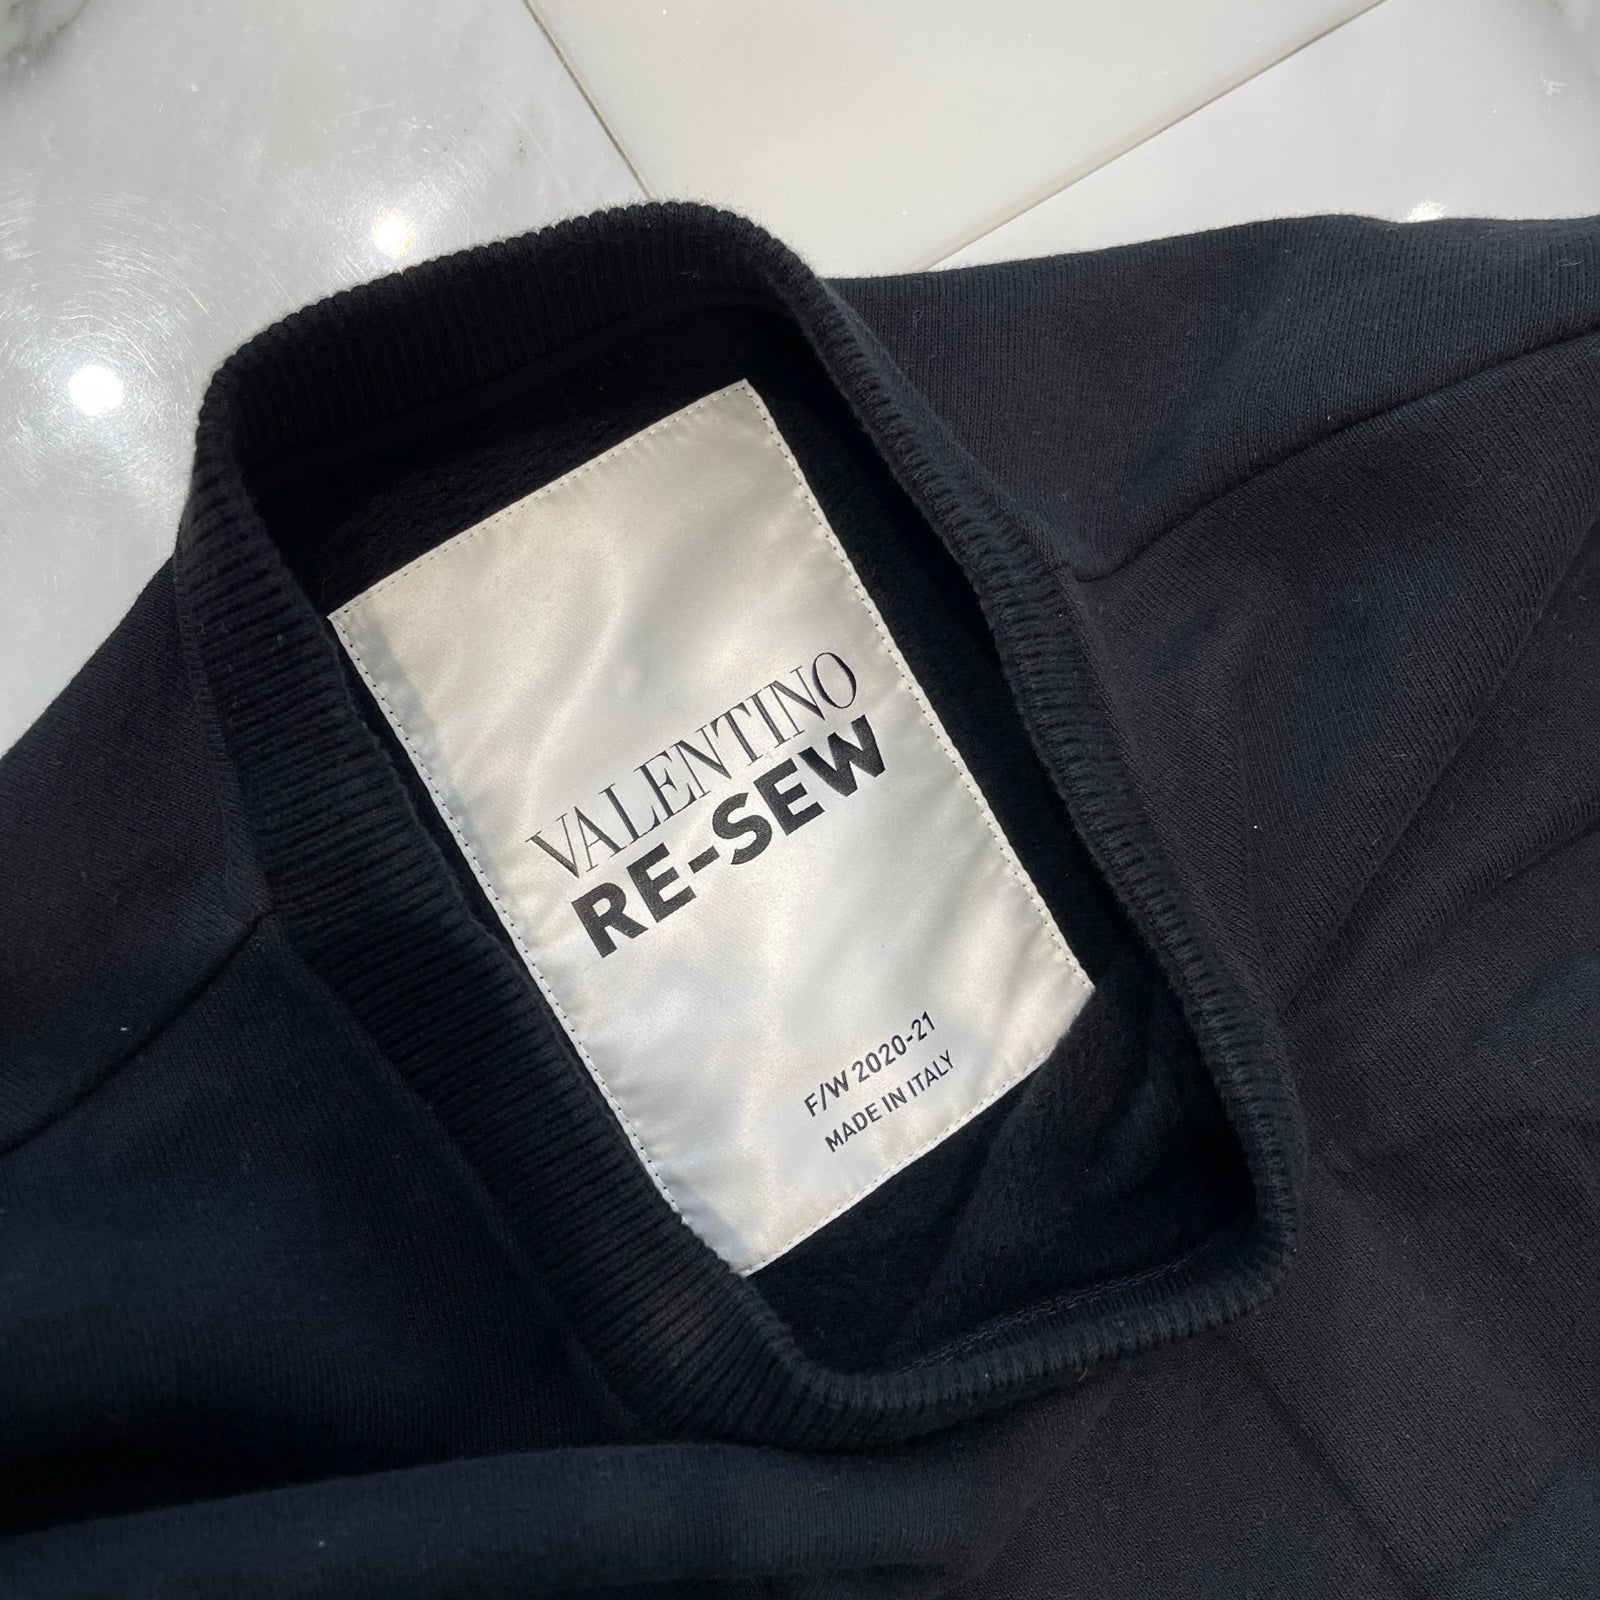 VALENTINO
RE-SEW
F/W 2020-21
MADE IN ITALY